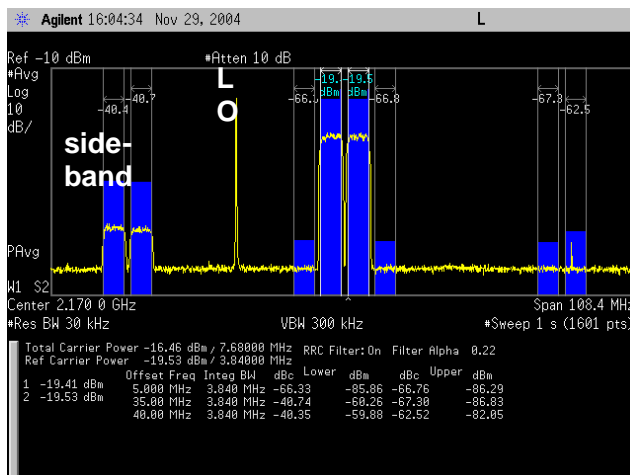 Agilent 16:04:34 Nov 29, 2004 L
Ref -10 dBm #Atten 10 dB
#Avg
Log
10
dB/
-40.4 -40.7 LO -66. -19. -19.5 -66.8 -67.3 -62.5
dBm dBm
side-
band
PAvg
W1 S2
Center 2.170 0 GHz Span 108.4 MHz
#Res BW 30 kHz VBW 300 kHz #Sweep 1 s (1601 pts)
Total Carrier Power -16.46 dBm/ 7.68000 MHz RRC Filter: On Filter Alpha 0.22
Ref Carrier Power -19.53 dBm/ 3.84000 MHz
Lower Upper
Offset Freq Integ BW dBc dBm dBc dBm
1 -19.41 dBm 5.000 MHz 3.840 MHz -66.33 -85.86 -66.76 -86.29
2 -19.53 dBm 35.00 MHz 3.840 MHz -40.74 -60.26 -67.30 -86.83
40.00 MHz 3.840 MHz -40.35 -59.88 -62.52 -82.05